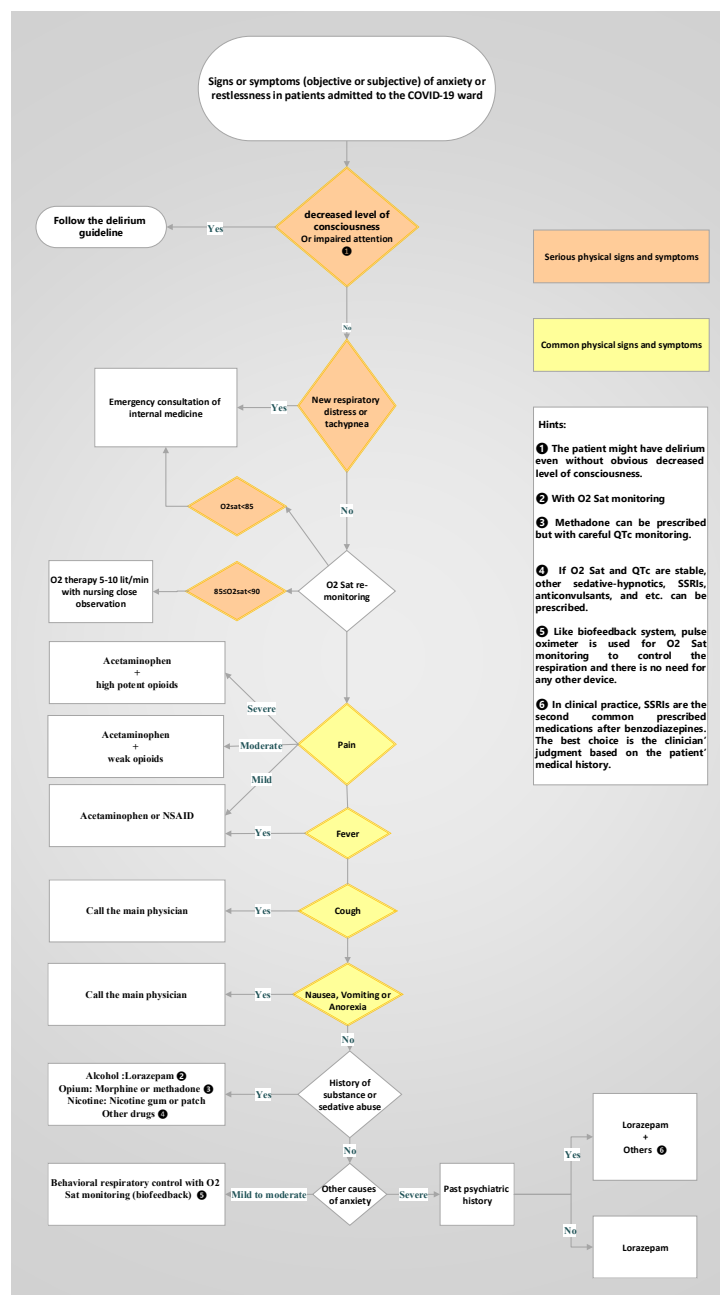 Signs or symptoms (objective or subjective) of anxiety or
restlessness in patients admitted to the COVID-19 ward
decreased level of
consciousness
Or impaired attention
❶
Yes
Follow the delirium
guideline
No
Serious physical signs and symptoms
Common physical signs and symptoms
New respiratory
distress or
tachypnea
Yes
Emergency consultation of
internal medicine
No
O2sat<85
O2 Sat re-
monitoring
85≤O2sat<90
O2 therapy 5-10 lit/min
with nursing close
observation
Hints:
❶ The patient might have delirium
even without obvious decreased
level of consciousness.
❷ With O2 Sat monitoring
❸ Methadone can be prescribed
but with careful QTc monitoring.
❹ If O2 Sat and QTc are stable,
other sedative-hypnotics, SSRIs,
anticonvulsants, and etc. can be
prescribed.
❺ Like biofeedback system, pulse
oximeter is used for O2 Sat
monitoring to control the
respiration and there is no need for
any other device.
❻ In clinical practice, SSRIs are the
second common prescribed
medications after benzodiazepines.
The best choice is the clinician’
judgment based on the patient’
medical history.
Acetaminophen
+
high potent opioids
Severe
Acetaminophen
+
weak opioids
Moderate
Pain
Mild
Acetaminophen or NSAID
Yes
Fever
Call the main physician
Yes
Cough
Call the main physician
Yes
Nausea, Vomiting or
Anorexia
No
Alcohol :Lorazepam ❷
Opium: Morphine or methadone ❸
Nicotine: Nicotine gum or patch
Other drugs ❹
Yes
History of
substance or
sedative abuse
No
Behavioral respiratory control with O2
Sat monitoring (biofeedback) ❺
Mild to moderate
Other causes
of anxiety
Severe
Past psychiatric
history
Yes
Lorazepam
+
Others ❻
No
Lorazepam